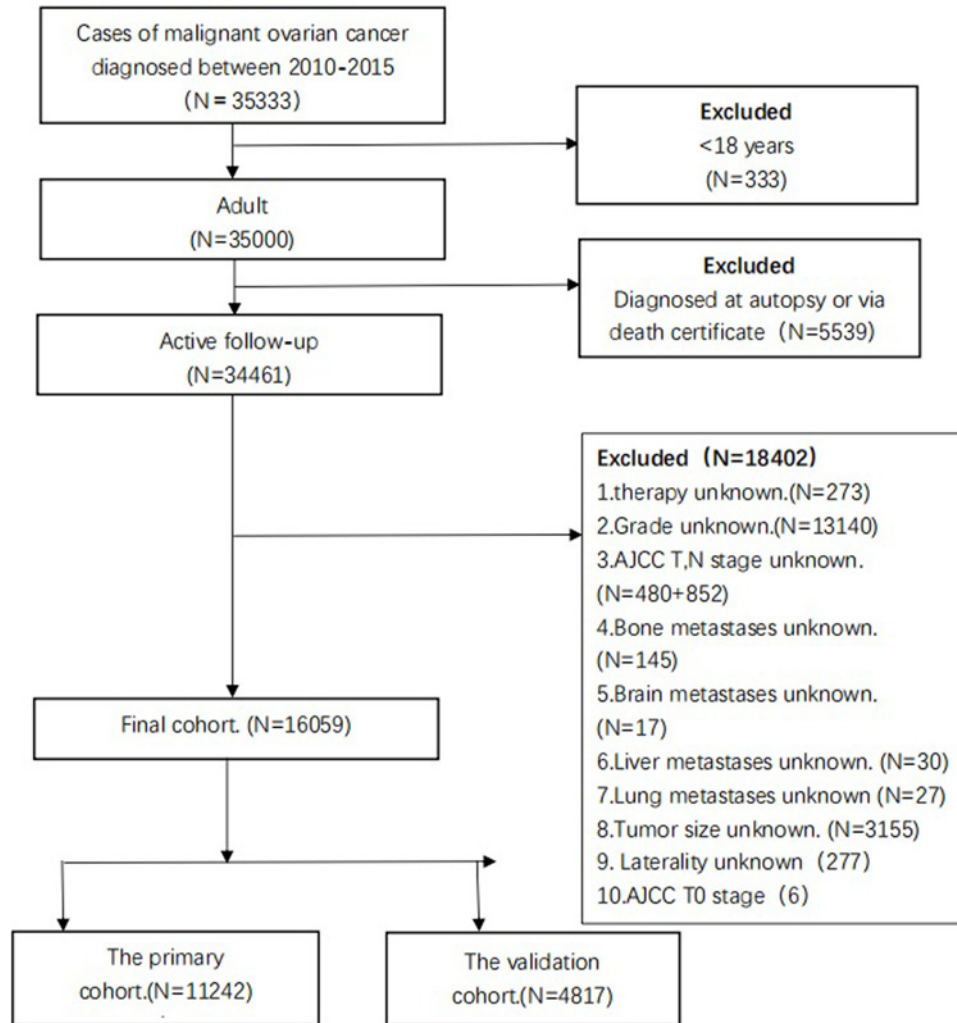 Cases of malignant ovarian cancer
diagnosed between 2010-2015
(N = 35333)
Excluded
<18 years
(N=333)
Adult
(N=35000)
Excluded
Diagnosed at autopsy or via
death certificate (N=5539)
Active follow-up
(N=34461)
Excluded (N=18402)
1.therapy unknown.(N=273)
2.Grade unknown.(N=13140)
3.AJCC T,N stage unknown.
(N=480+852)
4.Bone metastases unknown.
(N=145)
5.Brain metastases unknown.
(N=17)
6.Liver metastases unknown. (N=30)
7.Lung metastases unknown (N=27)
8.Tumor size unknown. (N=3155)
9. Laterality unknown (277)
10.AJCC T0 stage (6)
Final cohort. (N=16059)
The primary
cohort.(N=11242)
The validation
cohort.(N=4817)